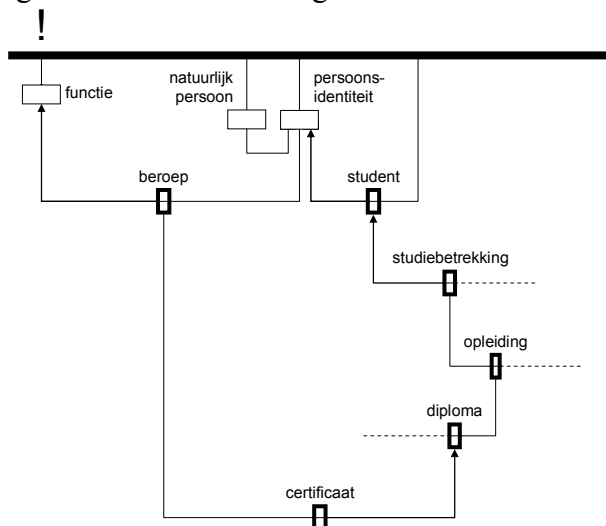 !
functie
natuurlijk
persoon
persoons-
identiteit
beroep
student
studiebetrekking
opleiding
diploma
certificaat